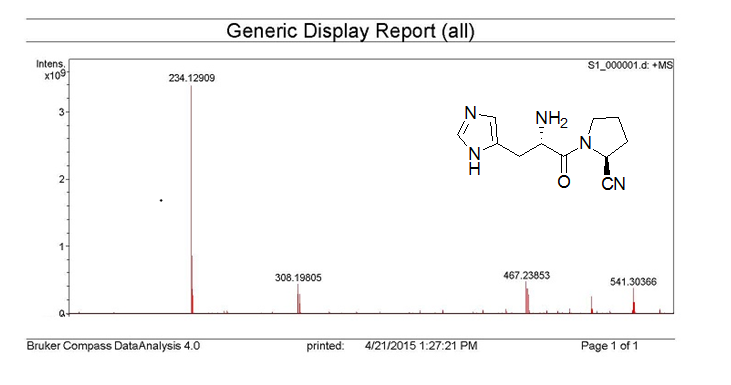 Generic Display Report (all)
Intens.
x10⁹
S1_000001.d: +MS
234.12909
3
2
1
0
308.19805
467.23853
541.30366
N
NH2
N
N
H
O
CN
Bruker Compass DataAnalysis 4.0 printed: 4/21/2015 1:27:21 PM Page 1 of 1